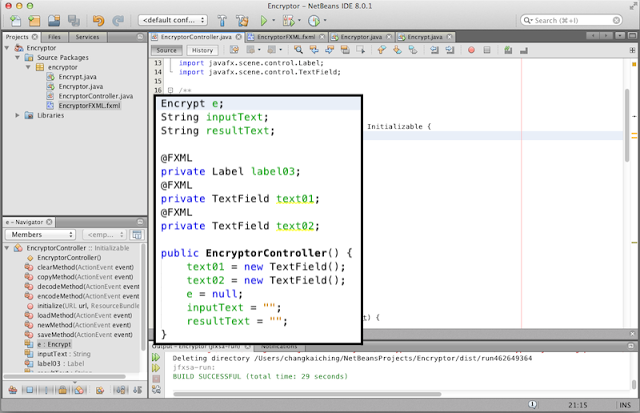 Encryptor – NetBeans IDE 8.0.1
<default conf...
Search (⌘+I)
Projects
Files
Services
Encryptor
Source Packages
encryptor
Encrypt.java
Encryptor.java
EncryptorController.java
EncryptorFXML.fxml
Libraries
EncryptorController.java
EncryptorFXML.fxml
Encryptor.java
Encrypt.java
Source
History
13 import javafx.scene.control.Label;
14 import javafx.scene.control.TextField;
15
16 /**
Initializable {
Encrypt e;
String inputText;
String resultText;
@FXML
private Label label03;
@FXML
private TextField text01;
@FXML
private TextField text02;
public EncryptorController() {
text01 = new TextField();
text02 = new TextField();
e = null;
inputText = "";
resultText = "";
}
t) {
e – Navigator
Members
<emp...
EncryptorController :: Initializable
EncryptorController()
clearMethod(ActionEvent event)
copyMethod(ActionEvent event)
decodeMethod(ActionEvent event)
encodeMethod(ActionEvent event)
initialize(URL url, ResourceBundle
loadMethod(ActionEvent event)
newMethod(ActionEvent event)
saveMethod(ActionEvent event)
e : Encrypt
inputText : String
label03 : Label
Output – Encryptor (jfxsa-run)
Notifications
Deleting directory /Users/changkaiching/NetBeansProjects/Encryptor/dist/run462649364
jfxsa-run:
BUILD SUCCESSFUL (total time: 29 seconds)
21:15
INS